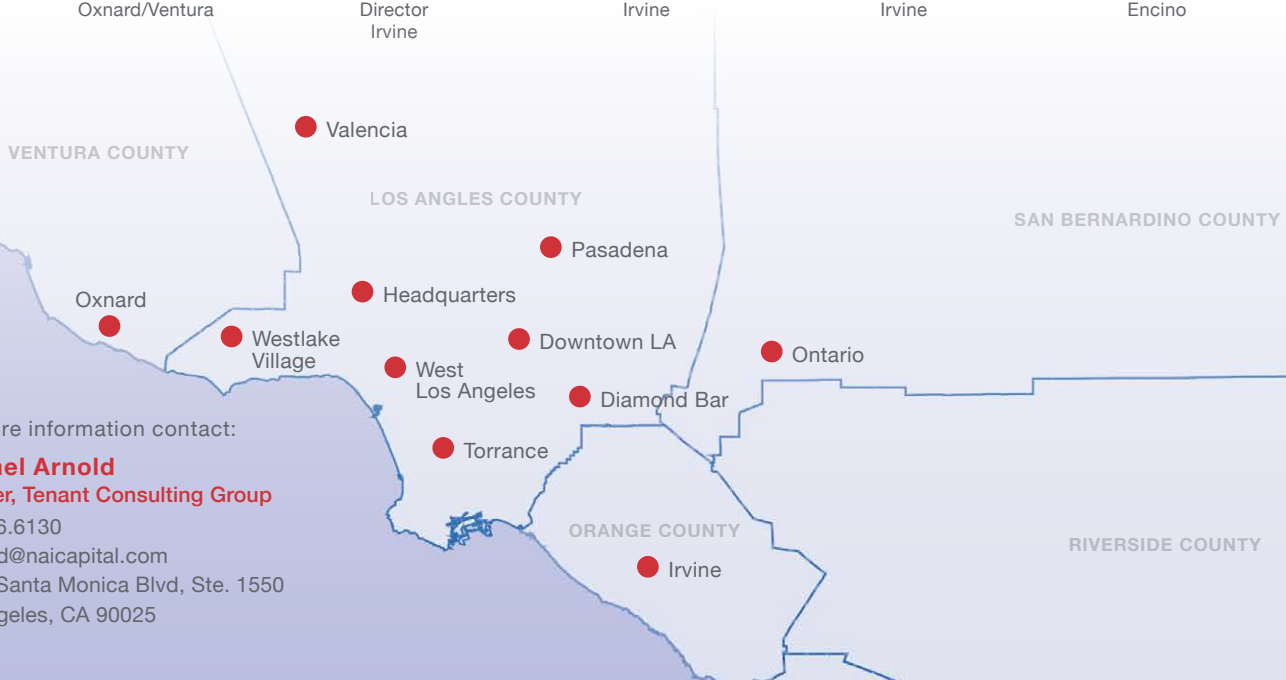 Oxnard/Ventura
Director
Irvine
Irvine
Irvine
Encino
Valencia
VENTURA COUNTY
LOS ANGLES COUNTY
SAN BERNARDINO COUNTY
Pasadena
Headquarters
Oxnard
Westlake
Village
Downtown LA
Ontario
West
Los Angeles
Diamond Bar
Torrance
re information contact:
el Arnold
er, Tenant Consulting Group
6.6130
d@naicapital.com
Santa Monica Blvd, Ste. 1550
geles, CA 90025
ORANGE COUNTY
Irvine
RIVERSIDE COUNTY